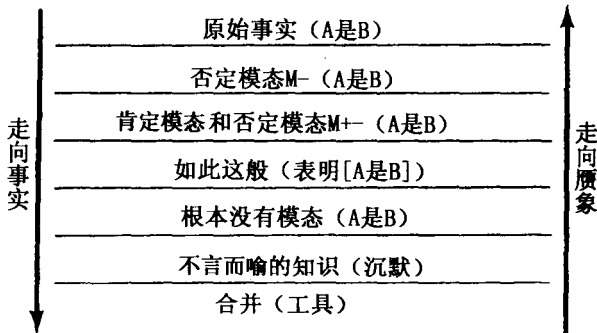 原始事实（A是B）
否定模态M-（A是B）
肯定模态和否定模态M+-（A是B）
如此这般（表明[A是B]）
根本没有模态（A是B）
不言而喻的知识（沉默）
合并（工具）
走向事实
走向赝象